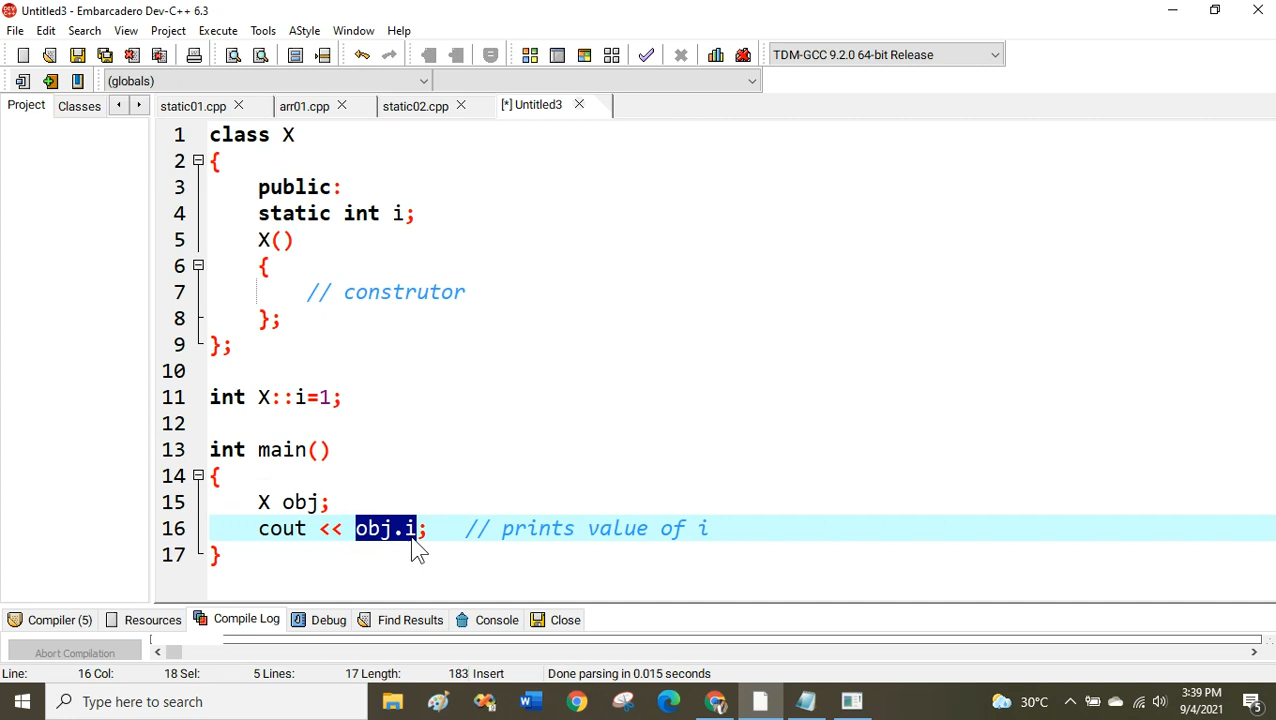 Untitled3 - Embarcadero Dev-C++ 6.3
File Edit Search View Project Execute Tools AStyle Window Help
TDM-GCC 9.2.0 64-bit Release
(globals)
Project Classes static01.cpp arr01.cpp static02.cpp [*] Untitled3
1 class X
2 {
3 public:
4 static int i;
5 X()
6 {
7 // construtor
8 };
9 };
10
11 int X::i=1;
12
13 int main()
14 {
15 X obj;
16 cout << obj.i; // prints value of i
17 }
Compiler (5) Resources Compile Log Debug Find Results Console Close
Abort Compilation
Line: 16 Col: 18 Sel: 5 Lines: 17 Length: 183 Insert Done parsing in 0.015 seconds
Type here to search 30°C 3:39 PM
9/4/2021 5